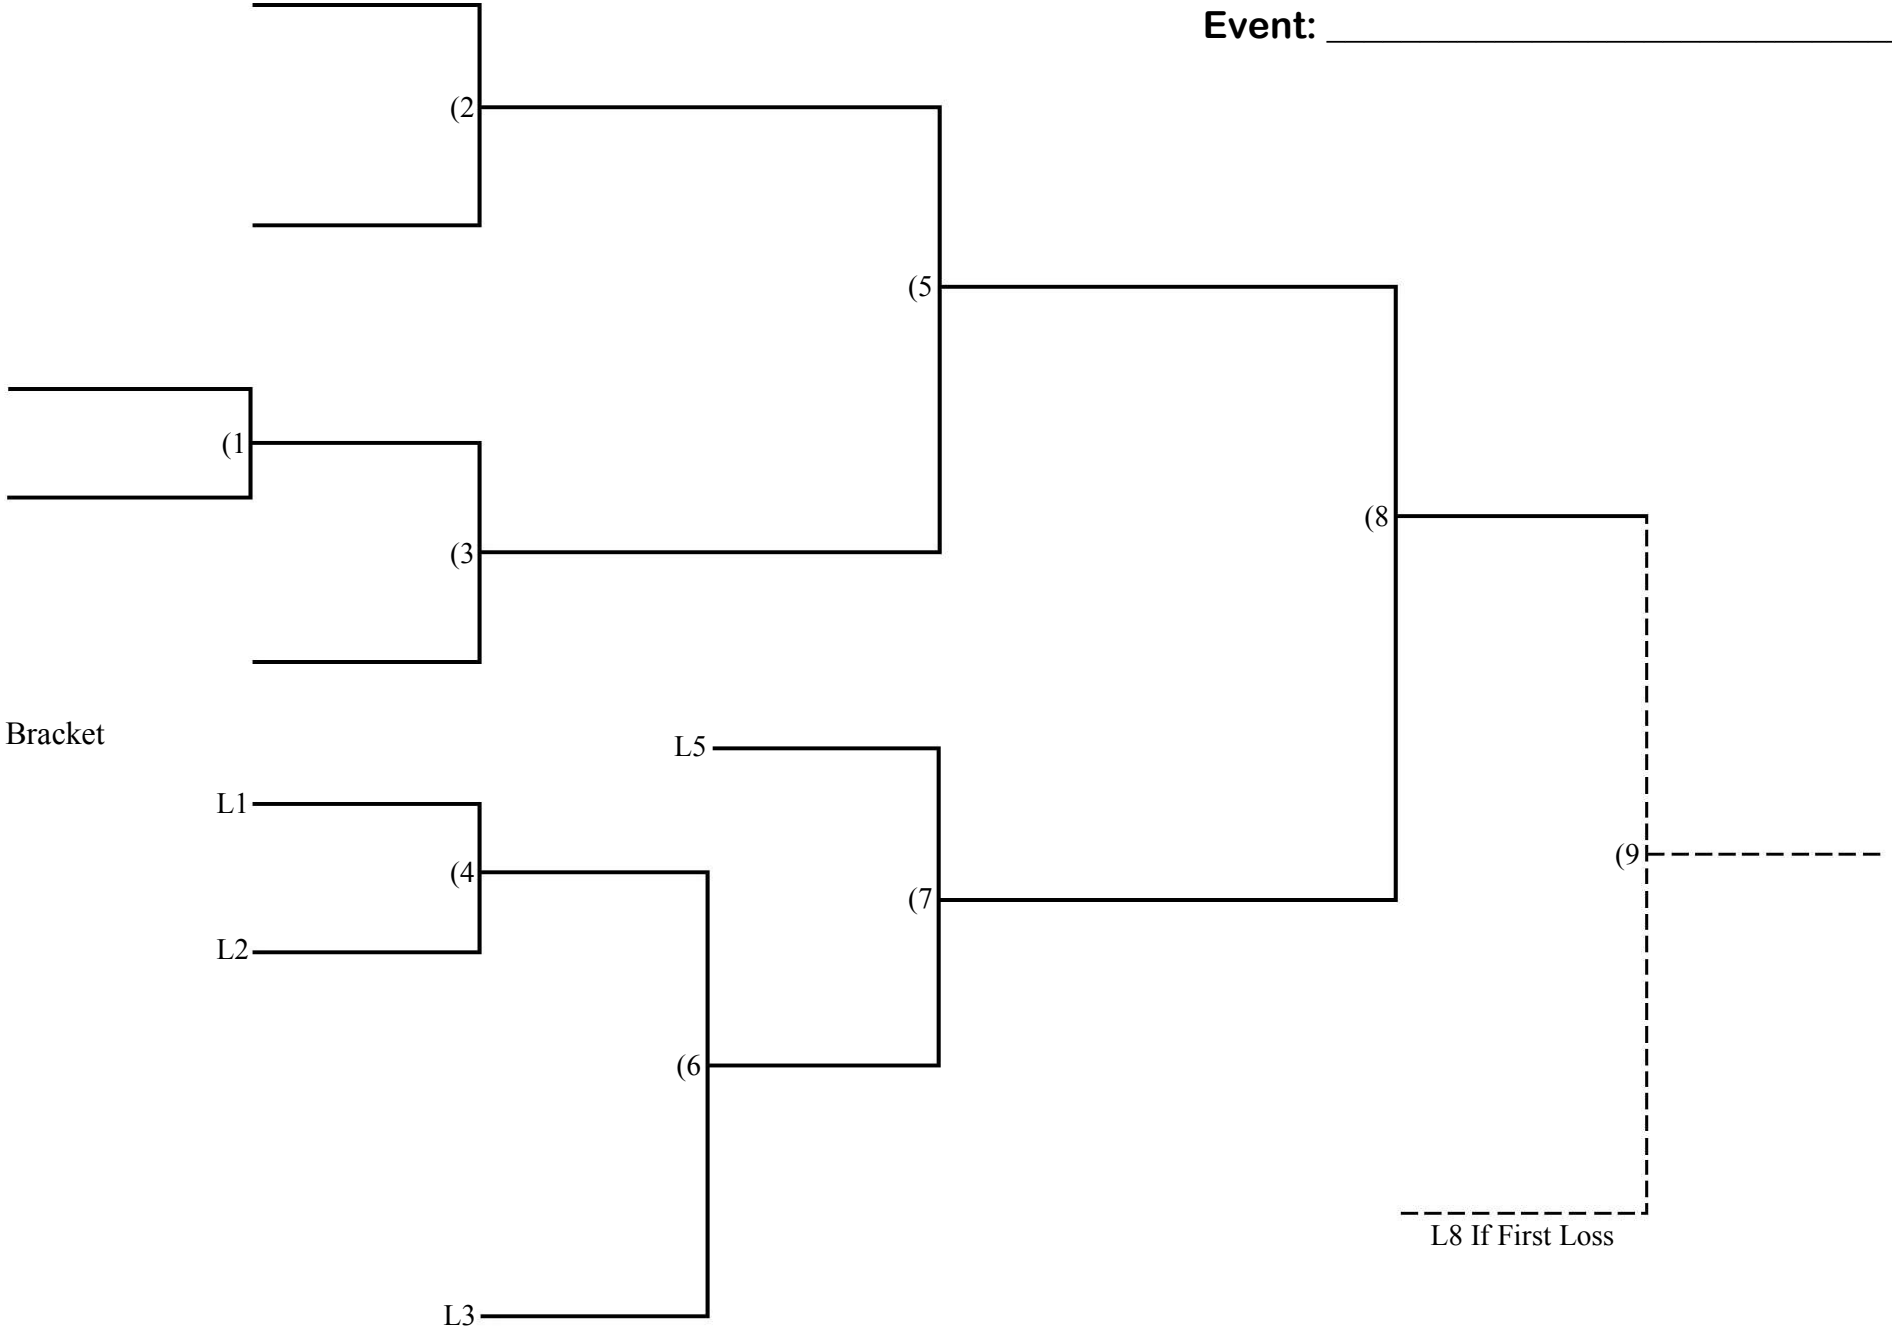 Event:
(2
(5
(1
(8
(3
Bracket
L5
L1
(9
(4
(7
L2
(6
L8 If First Loss
L3